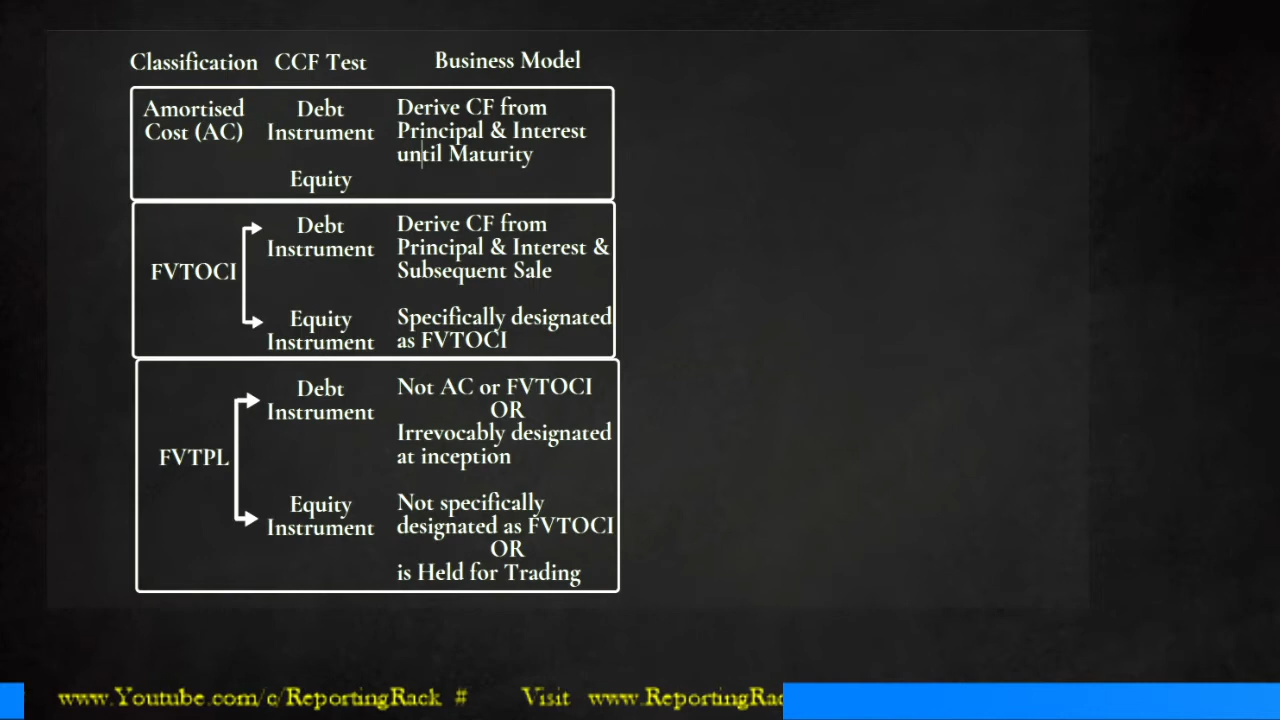 Classification CCF Test Business Model
Amortised Cost (AC)
Debt Instrument
Derive CF from
Principal & Interest
until Maturity
Equity
FVTOCI
Debt Instrument
Derive CF from
Principal & Interest &
Subsequent Sale
Equity Instrument
Specifically designated
as FVTOCI
FVTPL
Debt Instrument
Not AC or FVTOCI
OR
Irrevocably designated
at inception
Equity Instrument
Not specifically
designated as FVTOCI
OR
is Held for Trading
www.Youtube.com/c/ReportingRack # Visit www.ReportingRac